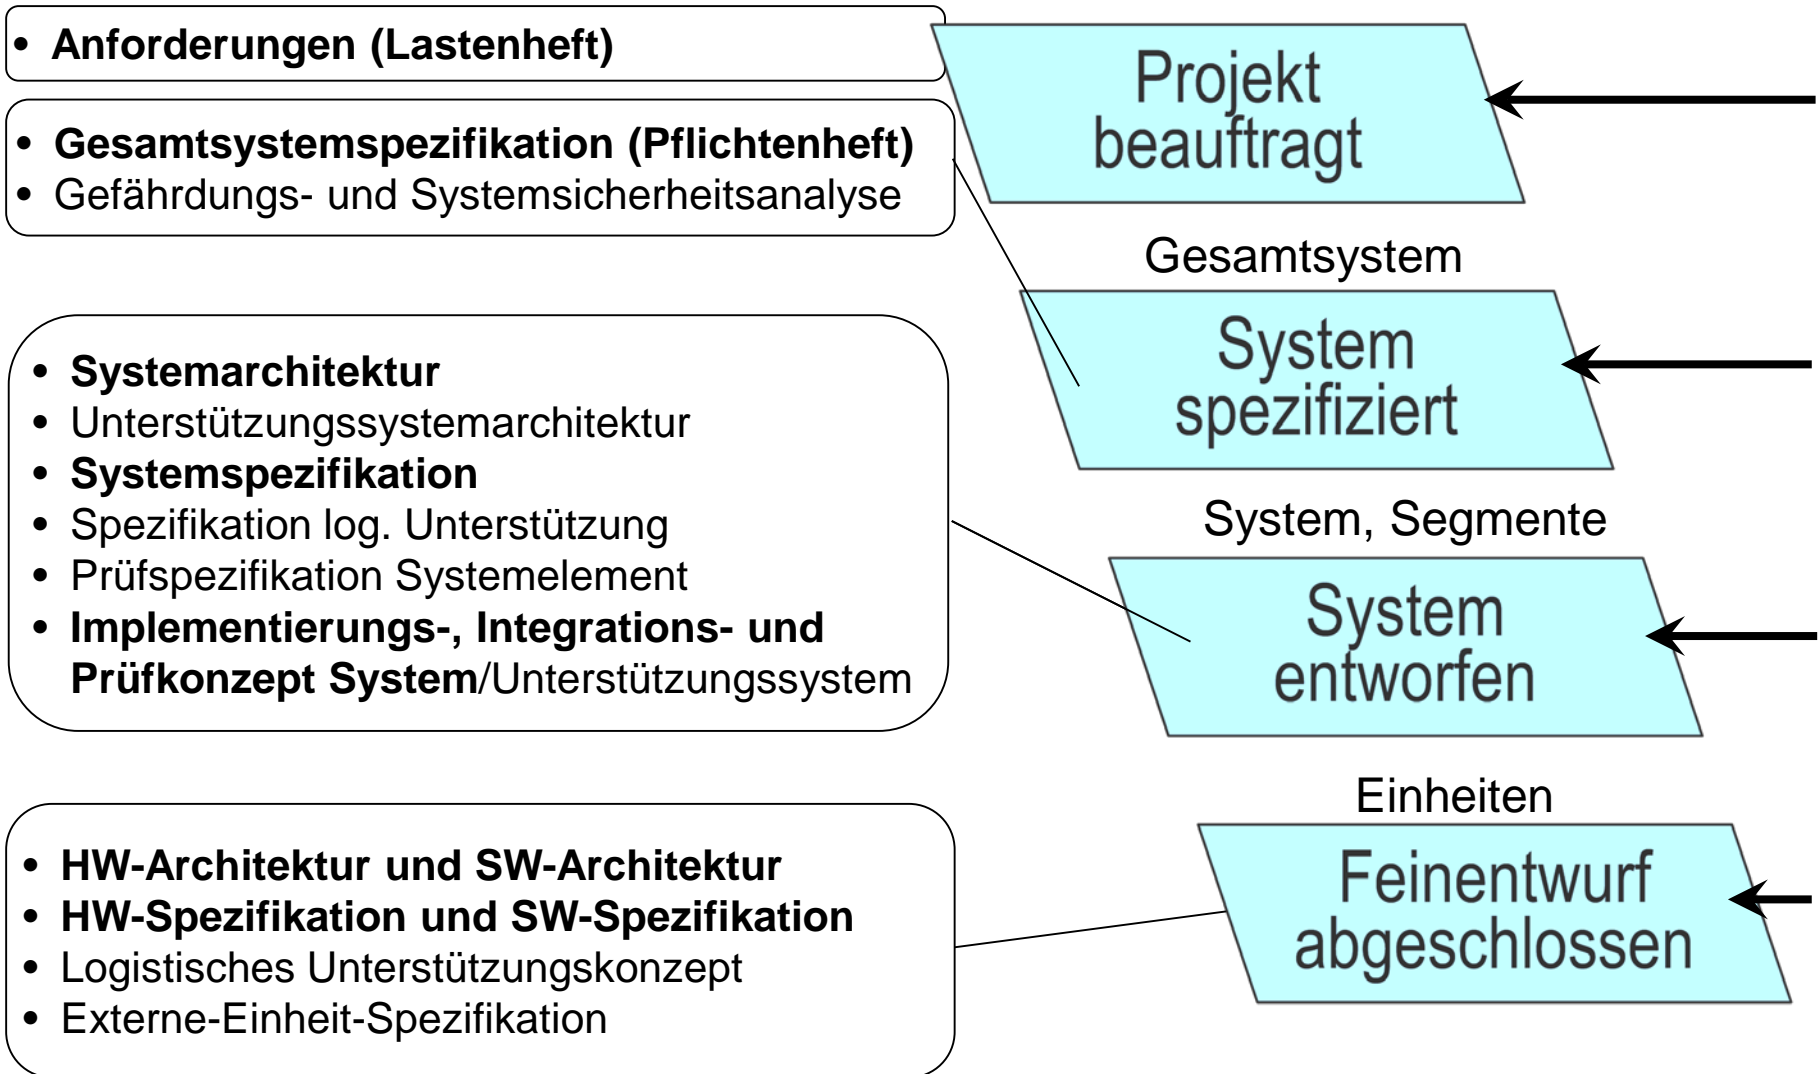 • Anforderungen (Lastenheft)
Projekt
beauftragt
• Gesamtsystemspezifikation (Pflichtenheft)
• Gefährdungs- und Systemsicherheitsanalyse
Gesamtsystem
System
spezifiziert
• Systemarchitektur
• Unterstützungssystemarchitektur
• Systemspezifikation
• Spezifikation log. Unterstützung
• Prüfspezifikation Systemelement
• Implementierungs-, Integrations- und
Prüfkonzept System/Unterstützungssystem
System, Segmente
System
entworfen
Einheiten
Feinentwurf
abgeschlossen
• HW-Architektur und SW-Architektur
• HW-Spezifikation und SW-Spezifikation
• Logistisches Unterstützungskonzept
• Externe-Einheit-Spezifikation